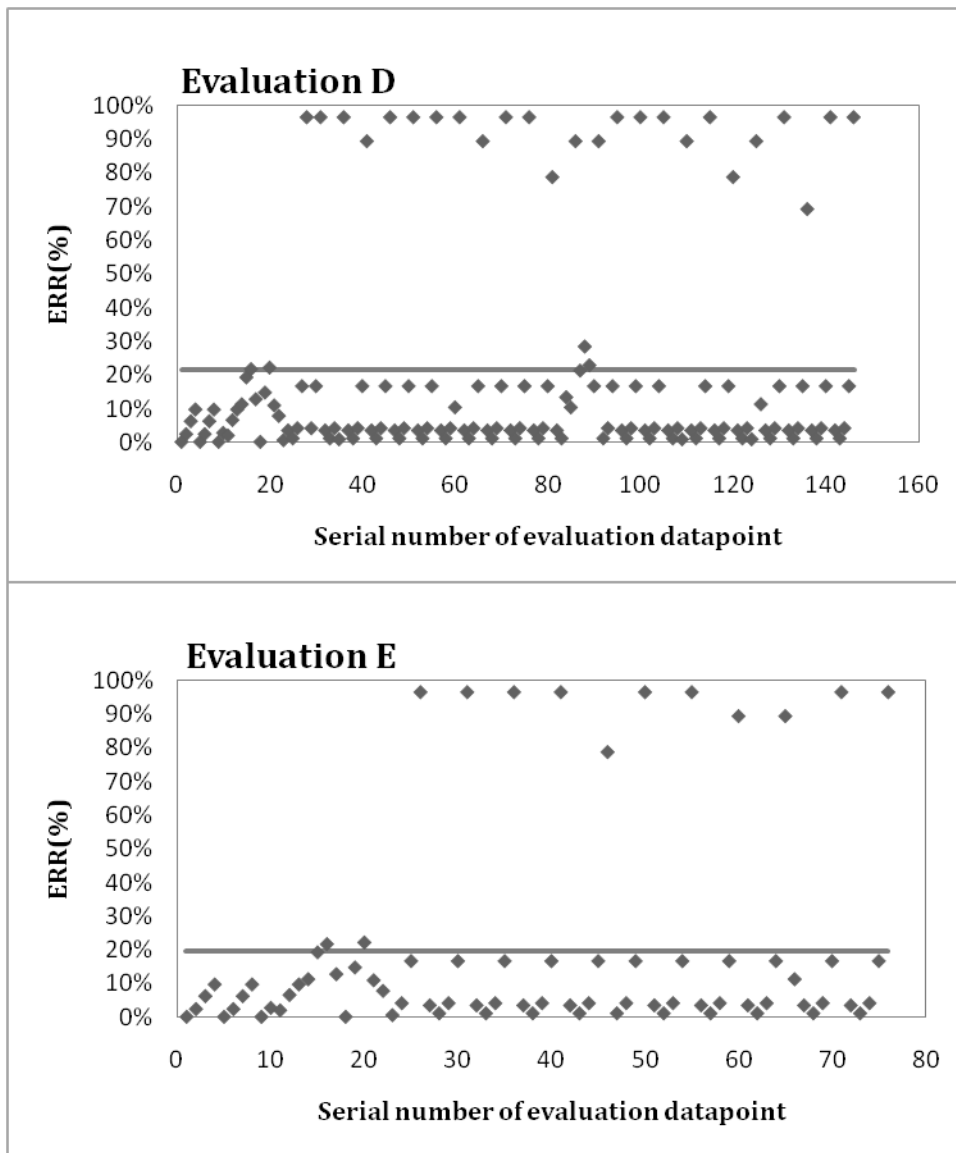 Evaluation D
100%
90%
80%
70%
60%
50%
40%
30%
20%
10%
0%
ERR(%)
0 20 40 60 80 100 120 140 160
Serial number of evaluation datapoint
Evaluation E
100%
90%
80%
70%
60%
50%
40%
30%
20%
10%
0%
ERR(%)
0 10 20 30 40 50 60 70 80
Serial number of evaluation datapoint